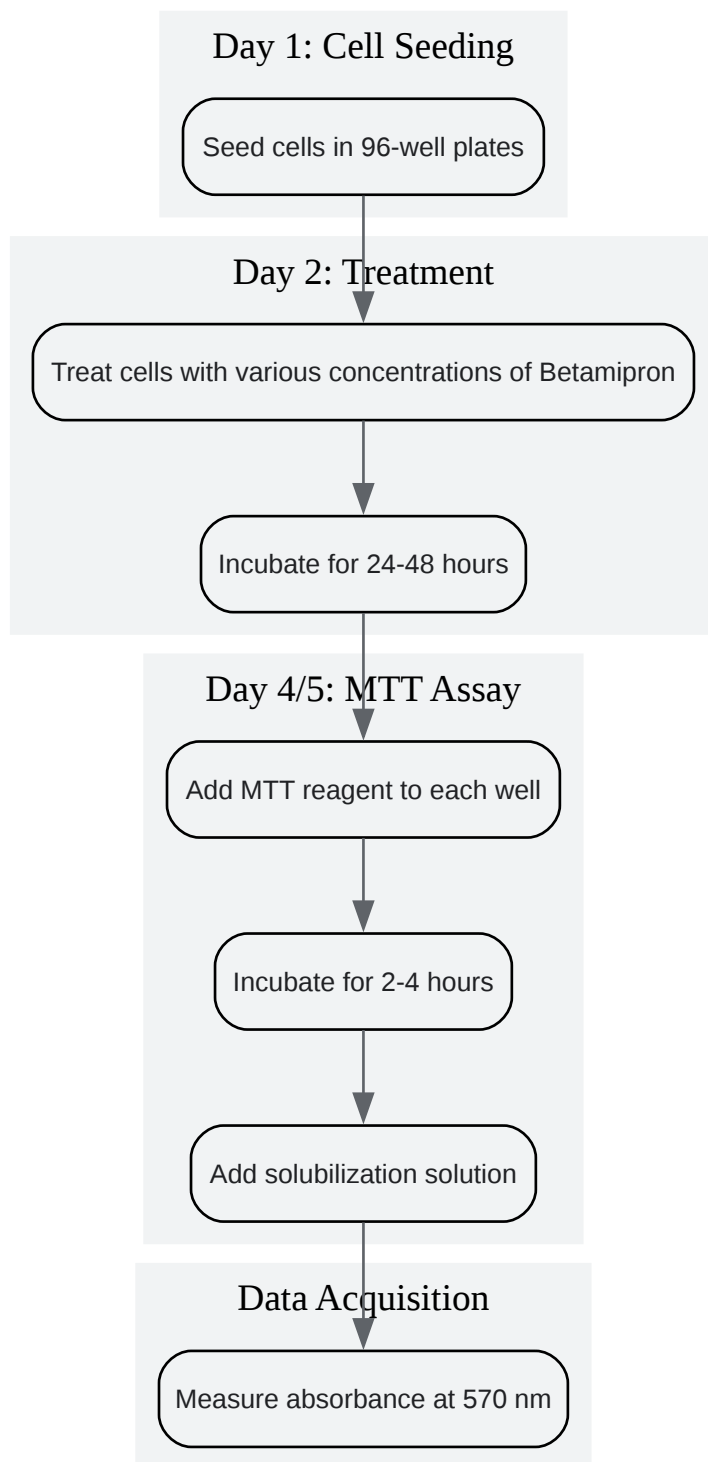 Day 1: Cell Seeding
Seed cells in 96-well plates
Day 2: Treatment
Treat cells with various concentrations of Betamipron
Incubate for 24-48 hours
Day 4/5: MTT Assay
Add MTT reagent to each well
Incubate for 2-4 hours
Add solubilization solution
Data Acquisition
Measure absorbance at 570 nm